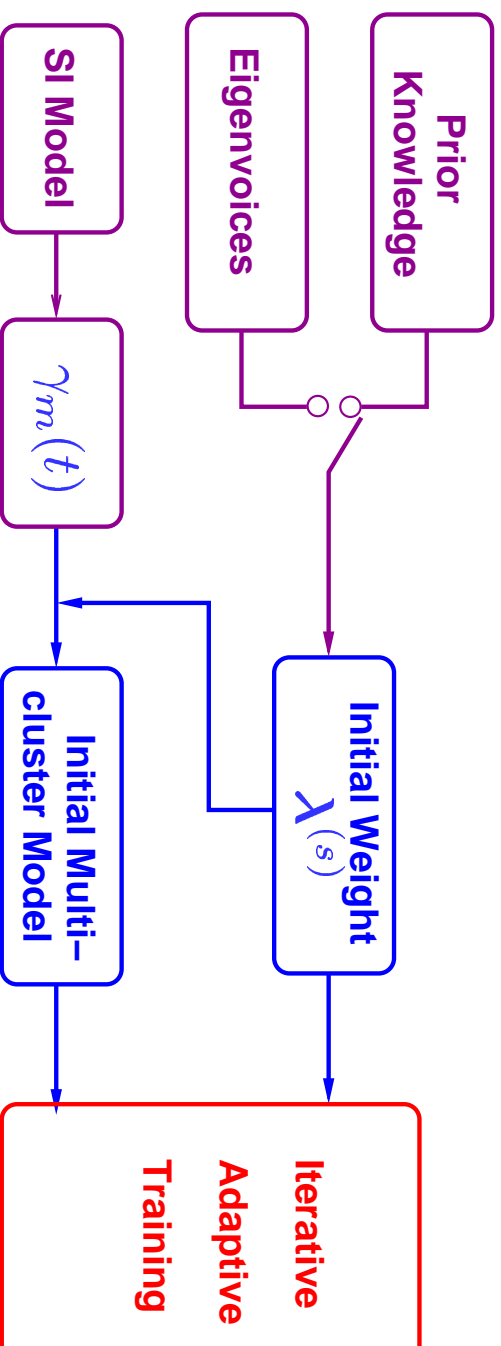 Prior
Knowledge
Eigenvoices
SI Model
γm(t)
Initial Weight
λ(s)
Initial Multi–
cluster Model
Iterative
Adaptive
Training